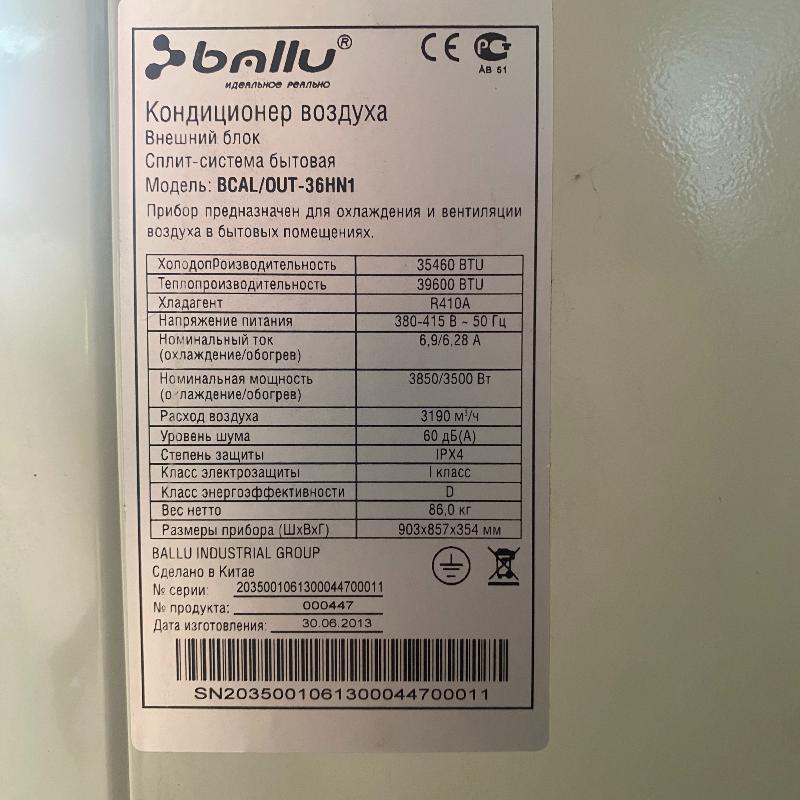 ballu®
ИДЕАЛЬНОЕ РЕАЛЬНО
CE РСТ
АВ 51
Кондиционер воздуха
Внешний блок
Сплит-система бытовая
Модель: BCAL/OUT-36HN1
Прибор предназначен для охлаждения и вентиляции
воздуха в бытовых помещениях.
ХолодопРоизводительность 35460 BTU
Теплопроизводительность 39600 BTU
Хладагент R410A
Напряжение питания 380-415 В ~ 50 Гц
Номинальный ток 6,9/6,28 А
(охлаждение/обогрев)
Номинальная мощность 3850/3500 Вт
(о лаждение/обогрев)
Расход воздуха 3190 м³/ч
Уровень шума 60 дБ(А)
Степень защиты IPX4
Класс электрозащиты I класс
Класс энергоэффективности D
Вес нетто 86,0 кг
Размеры прибора (ШхВхГ) 903x857x354 мм
BALLU INDUSTRIAL GROUP
Сделано в Китае
№ серии: 2035001061300044700011
№ продукта: 000447
Дата изготовления: 30.06.2013
SN2035001061300044700011